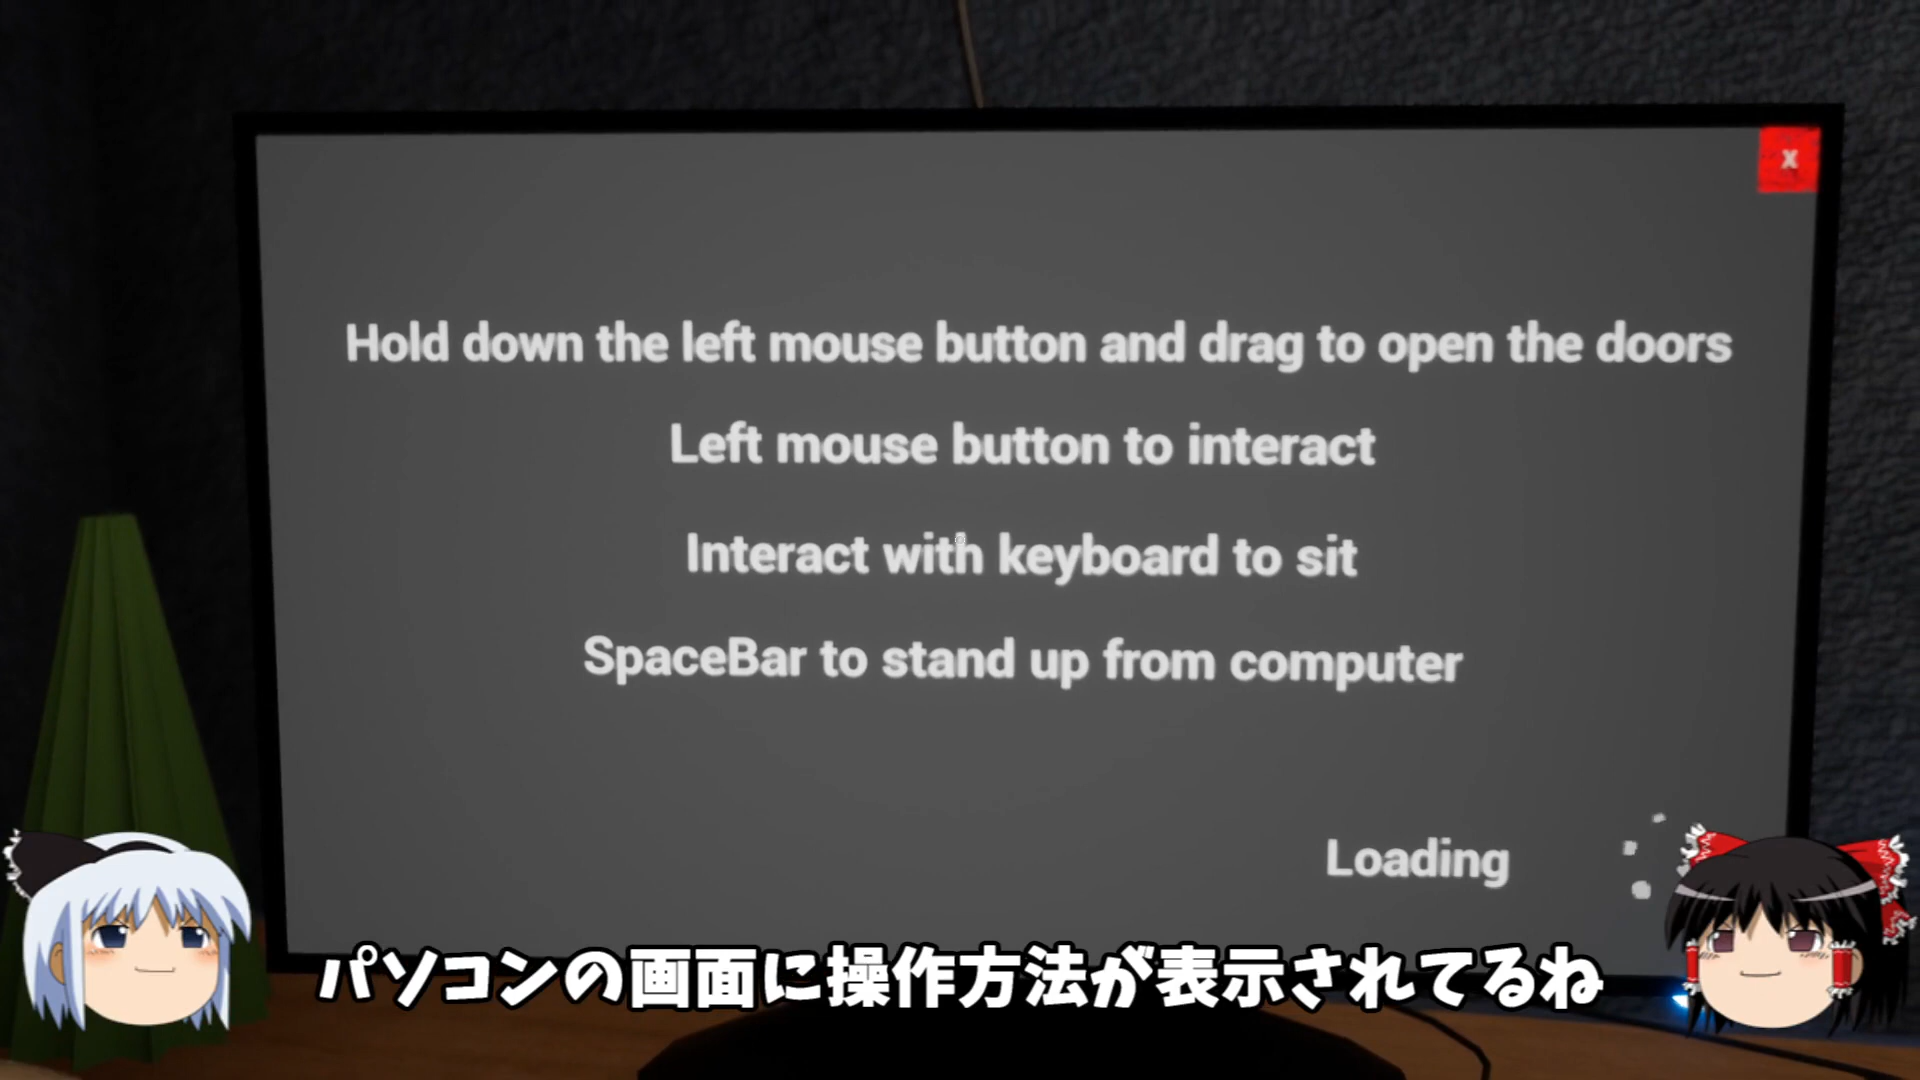 x
Hold down the left mouse button and drag to open the doors
Left mouse button to interact
Interact with keyboard to sit
SpaceBar to stand up from computer
Loading
パソコンの画面に操作方法が表示されてるね